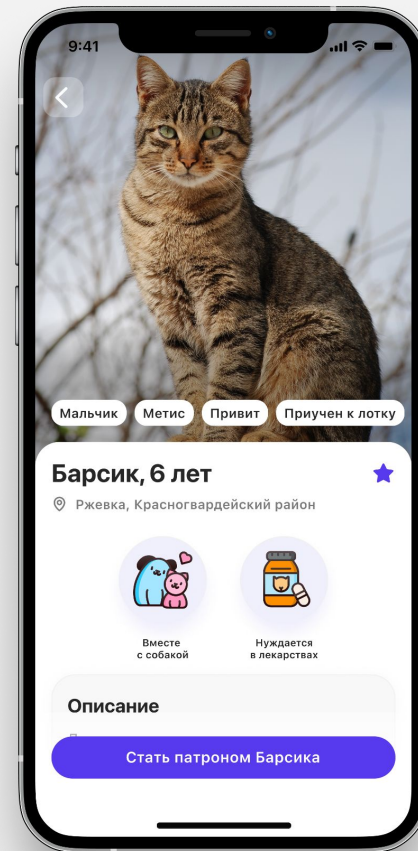 9:41
Мальчик Метис Привит Приучен к лотку
Барсик, 6 лет
Ржевка, Красногвардейский район
Вместе
с собакой
Нуждается
в лекарствах
Описание
Стать патроном Барсика